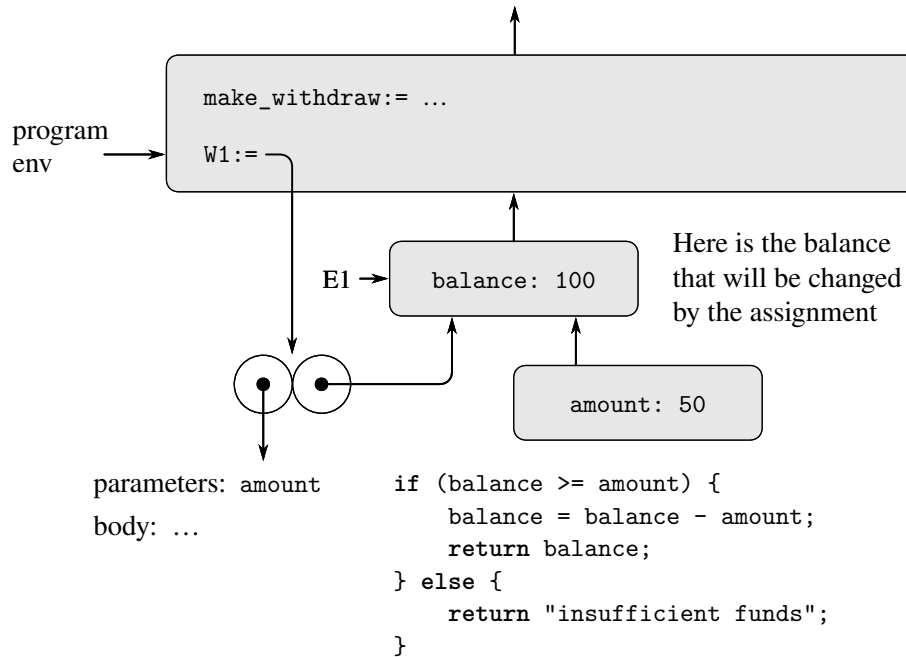 make_withdraw:= ...
program
env
W1:=
Here is the balance
that will be changed
by the assignment
E1
balance: 100
amount: 50
parameters: amount
body: ...
if (balance >= amount) {
    balance = balance - amount;
    return balance;
} else {
    return "insufficient funds";
}